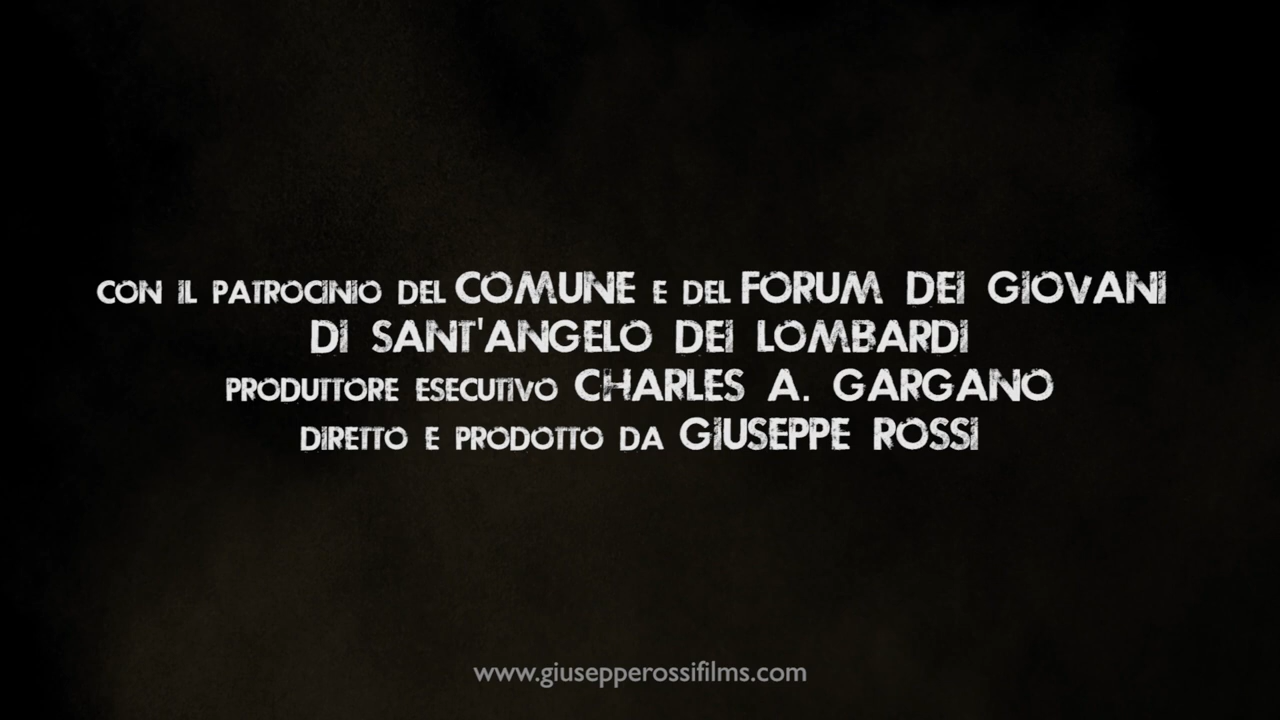 CON IL PATROCINIO DEL COMUNE E DEL FORUM DEI GIOVANI
DI SANT'ANGELO DEI LOMBARDI
PRODUTTORE ESECUTIVO CHARLES A. GARGANO
DIRETTO E PRODOTTO DA GIUSEPPE ROSSI
www.giusepperossifilms.com